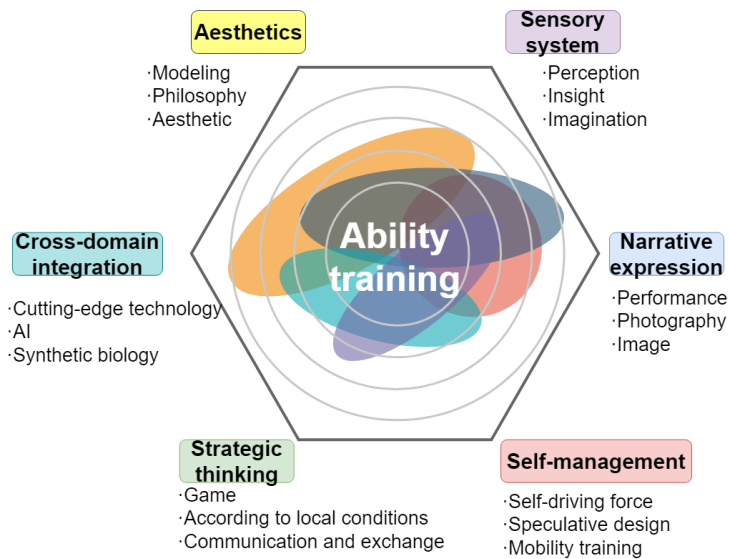 Aesthetics
·Modeling
·Philosophy
·Aesthetic
Sensory
system
·Perception
·Insight
·Imagination
Cross-domain
integration
·Cutting-edge technology
·AI
·Synthetic biology
Ability
training
Narrative
expression
·Performance
·Photography
·Image
Strategic
thinking
·Game
·According to local conditions
·Communication and exchange
Self-management
·Self-driving force
·Speculative design
·Mobility training